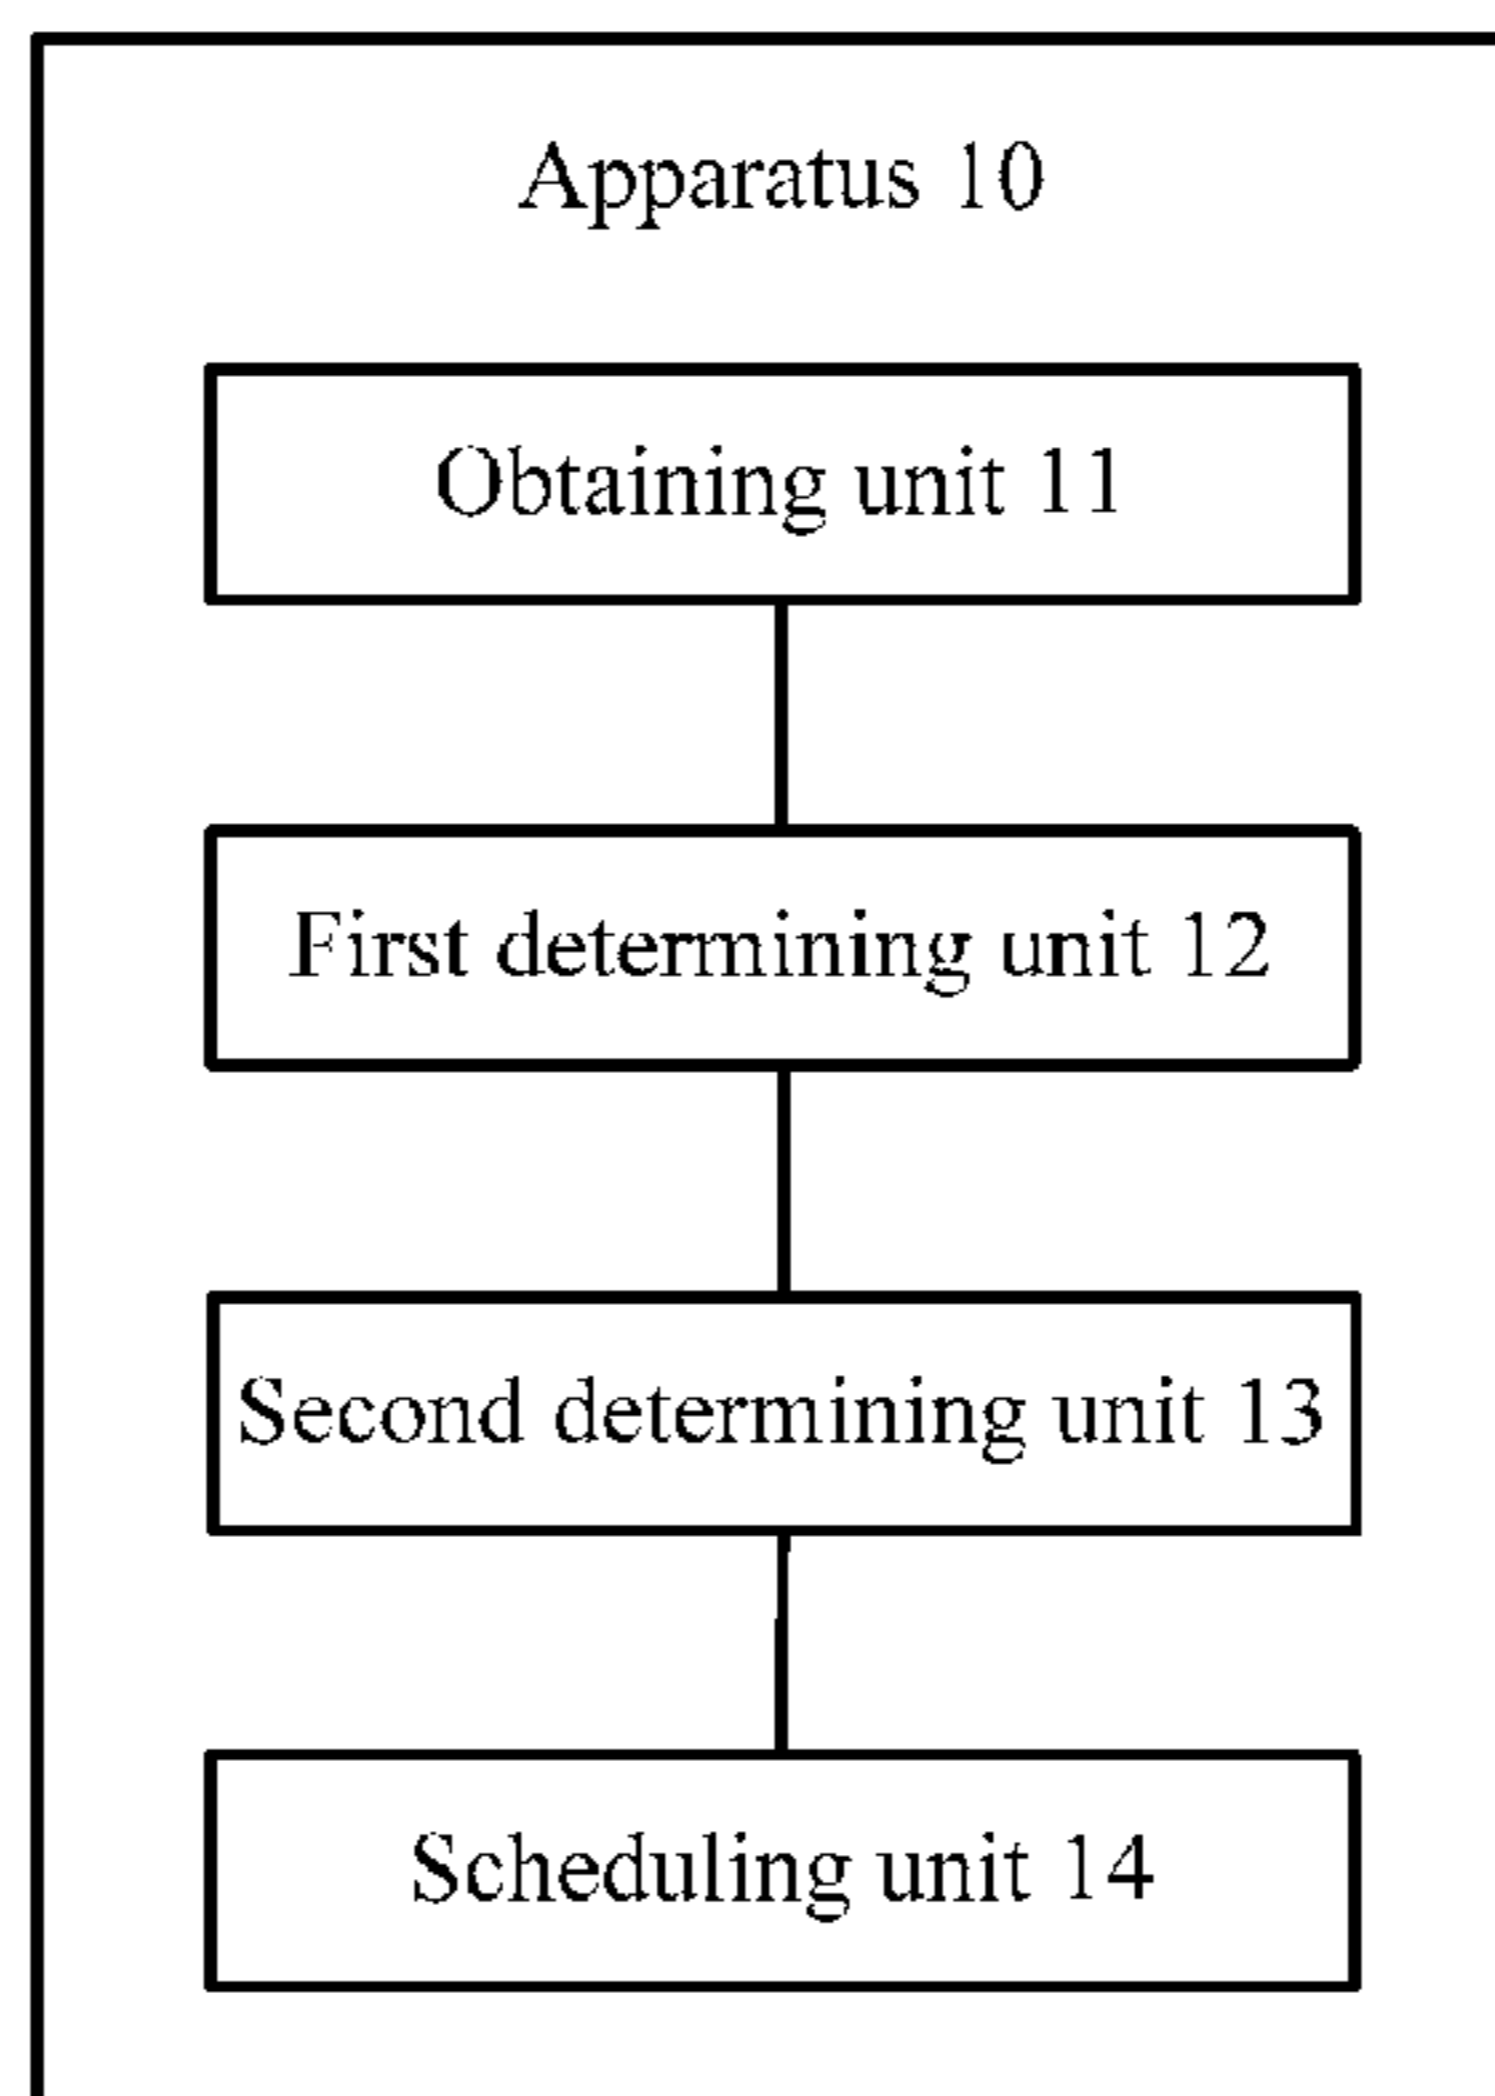 Apparatus 10
Obtaining unit 11
First determining unit 12
Second determining unit 13
Scheduling unit 14